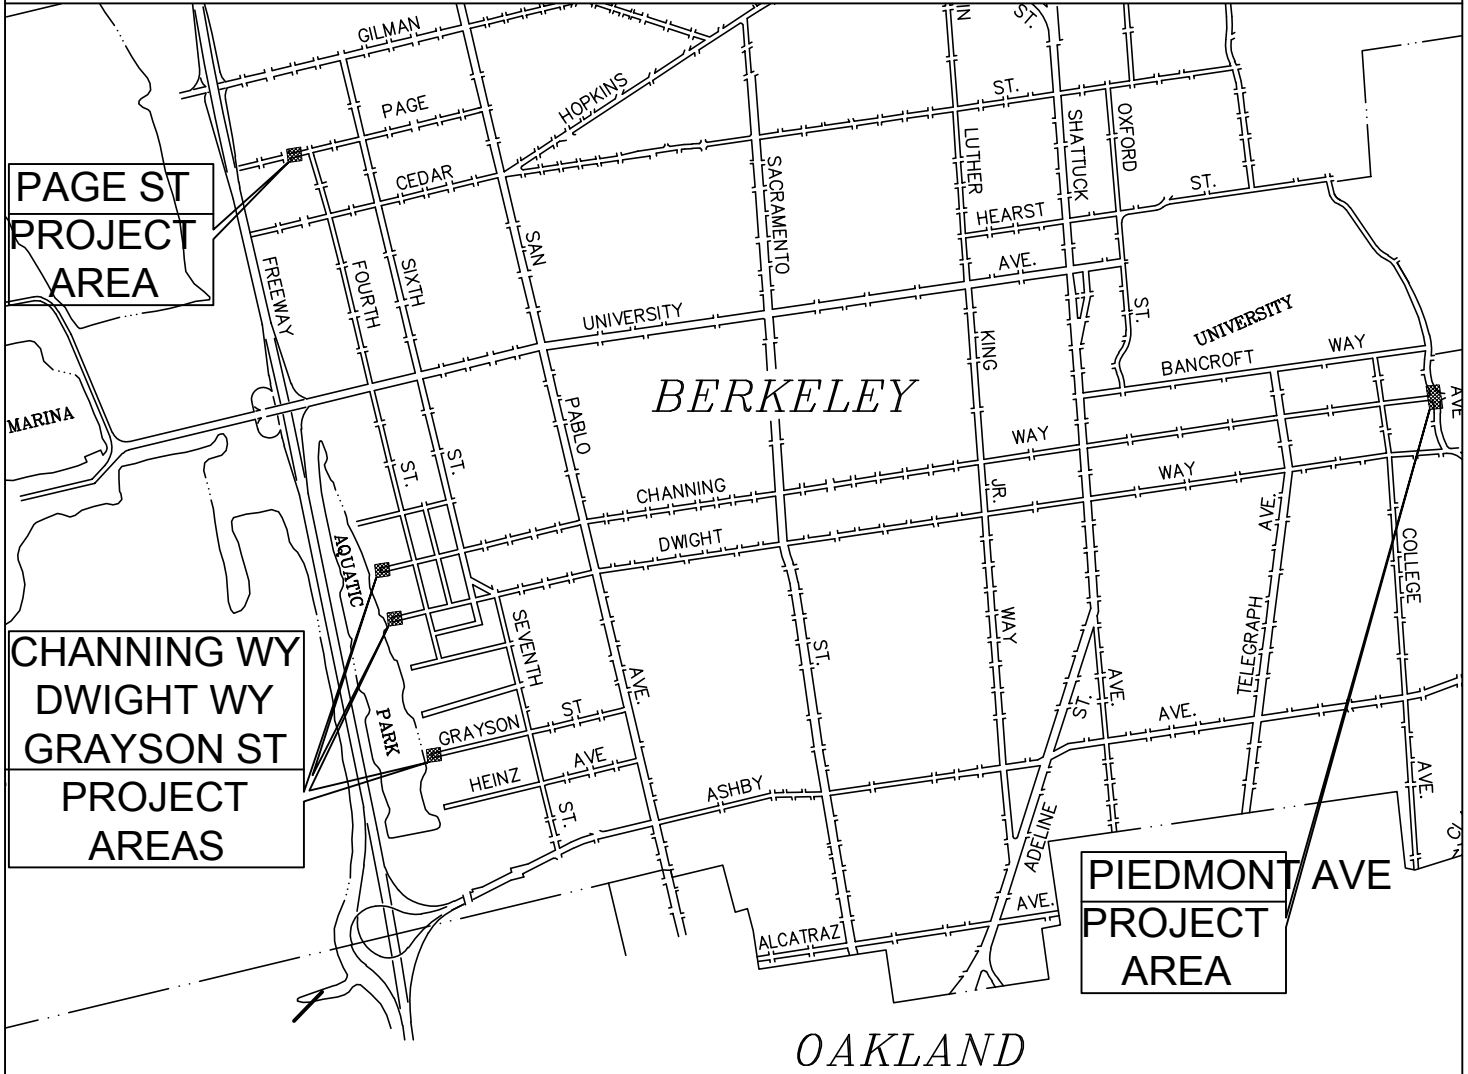 GILMAN
IN
ST.
PAGE
HOPKINS
ST.
CEDAR
SACRAMENTO
LUTHER
SHATTUCK
OXFORD
ST.
PAGE ST
PROJECT
AREA
HEARST
SAN
FREEWAY
FOURTH
SIXTH
AVE.
UNIVERSITY
ST.
UNIVERSITY
KING
BANCROFT
WAY
BERKELEY
AVE
MARINA
PABLO
WAY
ST.
ST.
WAY
CHANNING
JR.
DWIGHT
AVE.
AQUATIC
COLLEGE
CHANNING WY
DWIGHT WY
GRAYSON ST
PROJECT
AREAS
SEVENTH
WAY
TELEGRAPH
ST.
AVE.
AVE.
ST.
PARK
GRAYSON
ST
AVE.
HEINZ
AVE
ASHBY
AVE.
ST.
ADELINE
PIEDMONT AVE
PROJECT
AREA
AVE.
ALCATRAZ
OAKLAND